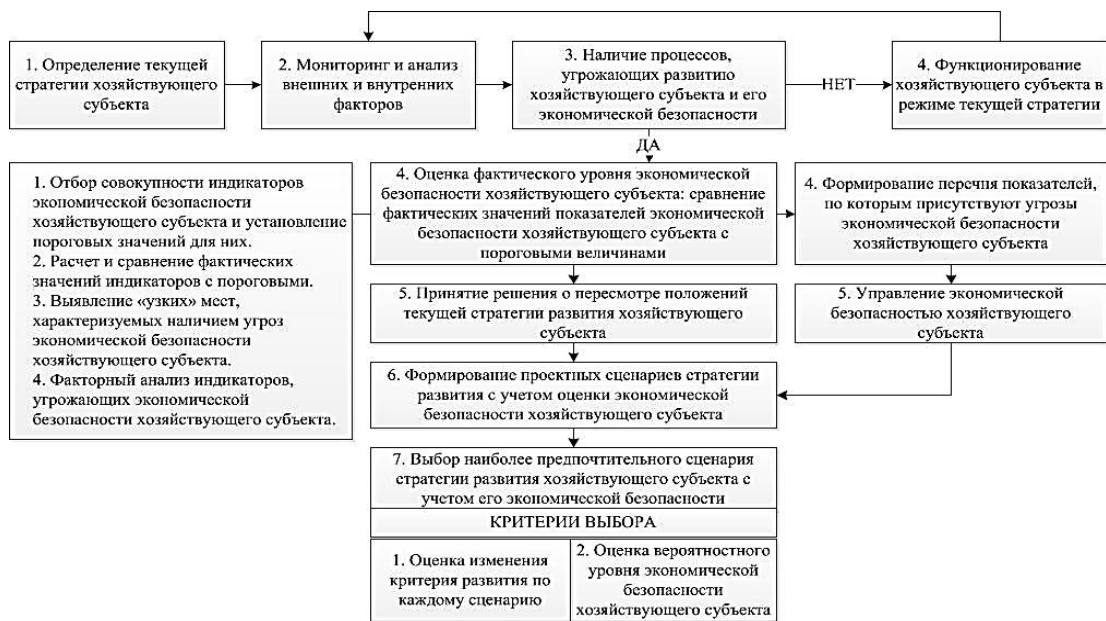 1. Определение текущей
стратегии хозяйствующего
субъекта
2. Мониторинг и анализ
внешних и внутренних
факторов
3. Наличие процессов,
угрожающих развитию
хозяйствующего субъекта и его
экономической безопасности
НЕТ
4. Функционирование
хозяйствующего субъекта в
режиме текущей стратегии
ДА
1. Отбор совокупности индикаторов
экономической безопасности
хозяйствующего субъекта и установление
пороговых значений для них.
2. Расчет и сравнение фактических
значений индикаторов с пороговыми.
3. Выявление «узких» мест,
характеризуемых наличием угроз
экономической безопасности
хозяйствующего субъекта.
4. Факторный анализ индикаторов,
угрожающих экономической
безопасности хозяйствующего субъекта.
4. Оценка фактического уровня экономической
безопасности хозяйствующего субъекта: сравнение
фактических значений показателей экономической
безопасности хозяйствующего субъекта с
пороговыми величинами
4. Формирование перечня показателей,
по которым присутствуют угрозы
экономической безопасности
хозяйствующего субъекта
5. Принятие решения о пересмотре положений
текущей стратегии развития хозяйствующего
субъекта
5. Управление экономической
безопасностью хозяйствующего
субъекта
6. Формирование проектных сценариев стратегии
развития с учетом оценки экономической
безопасности хозяйствующего субъекта
7. Выбор наиболее предпочтительного сценария
стратегии развития хозяйствующего субъекта с
учетом его экономической безопасности
КРИТЕРИИ ВЫБОРА
1. Оценка изменения
критерия развития по
каждому сценарию
2. Оценка вероятностного
уровня экономической
безопасности
хозяйствующего субъекта